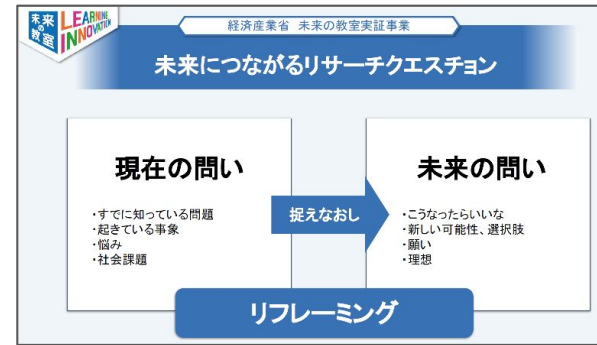 未来の教室
LEARNING
INNOVATION
経済産業省 未来の教室実証事業
未来につながるリサーチクエスチョン
現在の問い
・すでに知っている問題
・起きている事象
・悩み
・社会課題
捉えなおし
未来の問い
・こうなったらいいな
・新しい可能性、選択肢
・願い
・理想
リフレーミング